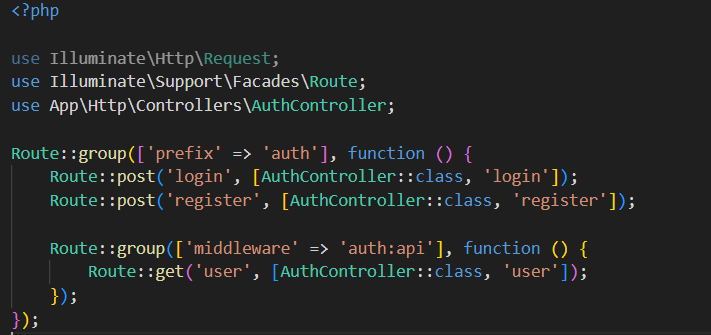 <?php
use Illuminate\Http\Request;
use Illuminate\Support\Facades\Route;
use App\Http\Controllers\AuthController;
Route::group(['prefix' => 'auth'], function () {
Route::post('login', [AuthController::class, 'login']);
Route::post('register', [AuthController::class, 'register']);
Route::group(['middleware' => 'auth:api'], function () {
Route::get('user', [AuthController::class, 'user']);
});
});